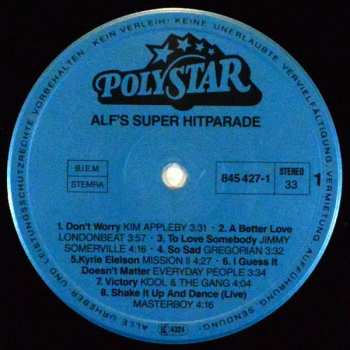 KEIN VERLEIH! KEINE UNERLAUBTE VERVIELFÄLTIGUNG, VERMIETUNG, AUFFÜHRUNG, SENDUNG!
ALLE URHEBER- UND LEISTUNGSSCHUTZRECHTE VORBEHALTEN
POLYSTAR
ALF'S SUPER HITPARADE
B.I.E.M.
STEMRA
845 427-1
STEREO
33
1
1. Don't Worry KIM APPLEBY 3:31 · 2. A Better Love
LONDONBEAT 3:57 · 3. To Love Somebody JIMMY
SOMERVILLE 4:16 · 4. So Sad GREGORIAN 3:32
5.Kyrie Eleison MISSION II 4:27 · 6. I Guess It
Doesn't Matter EVERYDAY PEOPLE 3:34
7. Victory KOOL & THE GANG 4:00
8. Shake It Up And Dance (Live)
MASTERBOY 4:16
LC 4324